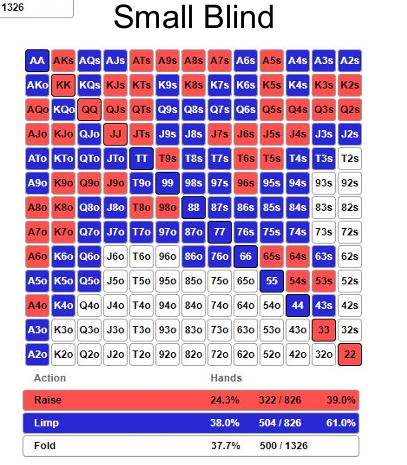 1326
Small Blind
AA AKs AQs AJs ATs A9s A8s A7s A6s A5s A4s A3s A2s
AKo KK KQs KJs KTs K9s K8s K7s K6s K5s K4s K3s K2s
AQo KQo QQ QJs QTs Q9s Q8s Q7s Q6s Q5s Q4s Q3s Q2s
AJo KJo QJo JJ JTs J9s J8s J7s J6s J5s J4s J3s J2s
ATo KTo QTo JTo TT T9s T8s T7s T6s T5s T4s T3s T2s
A9o K9o Q9o J9o T9o 99 98s 97s 96s 95s 94s 93s 92s
A8o K8o Q8o J8o T8o 98o 88 87s 86s 85s 84s 83s 82s
A7o K7o Q7o J7o T7o 97o 87o 77 76s 75s 74s 73s 72s
A6o K6o Q6o J6o T6o 96o 86o 76o 66 65s 64s 63s 62s
A5o K5o Q5o J5o T5o 95o 85o 75o 65o 55 54s 53s 52s
A4o K4o Q4o J4o T4o 94o 84o 74o 64o 54o 44 43s 42s
A3o K3o Q3o J3o T3o 93o 83o 73o 63o 53o 43o 33 32s
A2o K2o Q2o J2o T2o 92o 82o 72o 62o 52o 42o 32o 22
Action Hands
Raise 24.3% 322 / 826 39.0%
Limp 38.0% 504 / 826 61.0%
Fold 37.7% 500 / 1326